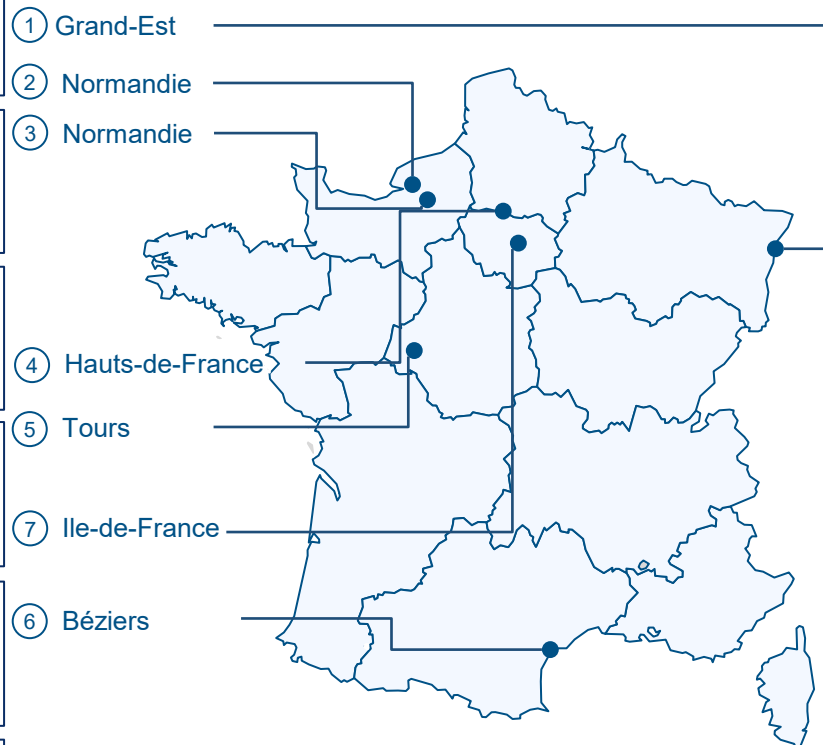 1 Grand-Est
2 Normandie
3 Normandie
4 Hauts-de-France
5 Tours
7 Ile-de-France
6 Béziers